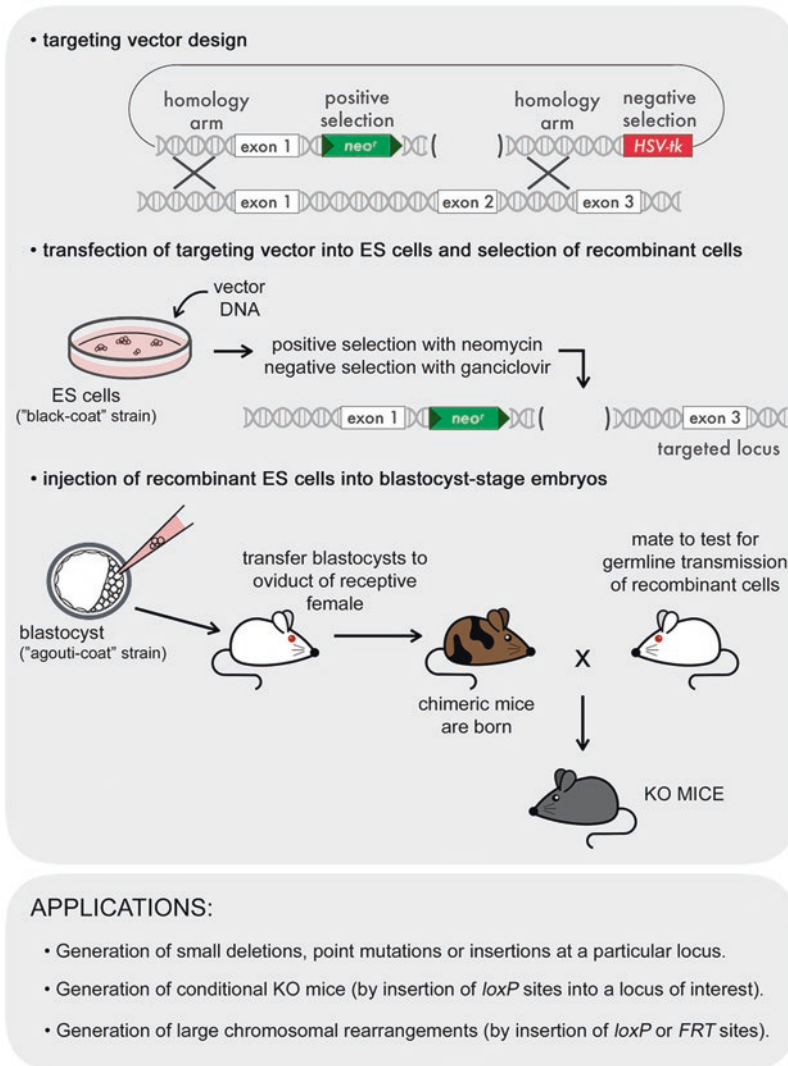 • targeting vector design
homology
arm
positive
selection
homology
arm
negative
selection
exon 1
neoʳ
HSV-tk
exon 1
exon 2
exon 3
• transfection of targeting vector into ES cells and selection of recombinant cells
vector
DNA
positive selection with neomycin
negative selection with ganciclovir
ES cells
("black-coat" strain)
exon 1
neoʳ
exon 3
targeted locus
• injection of recombinant ES cells into blastocyst-stage embryos
transfer blastocysts to
oviduct of receptive
female
mate to test for
germline transmission
of recombinant cells
blastocyst
("agouti-coat" strain)
X
chimeric mice
are born
KO MICE
APPLICATIONS:
• Generation of small deletions, point mutations or insertions at a particular locus.
• Generation of conditional KO mice (by insertion of loxP sites into a locus of interest).
• Generation of large chromosomal rearrangements (by insertion of loxP or FRT sites).